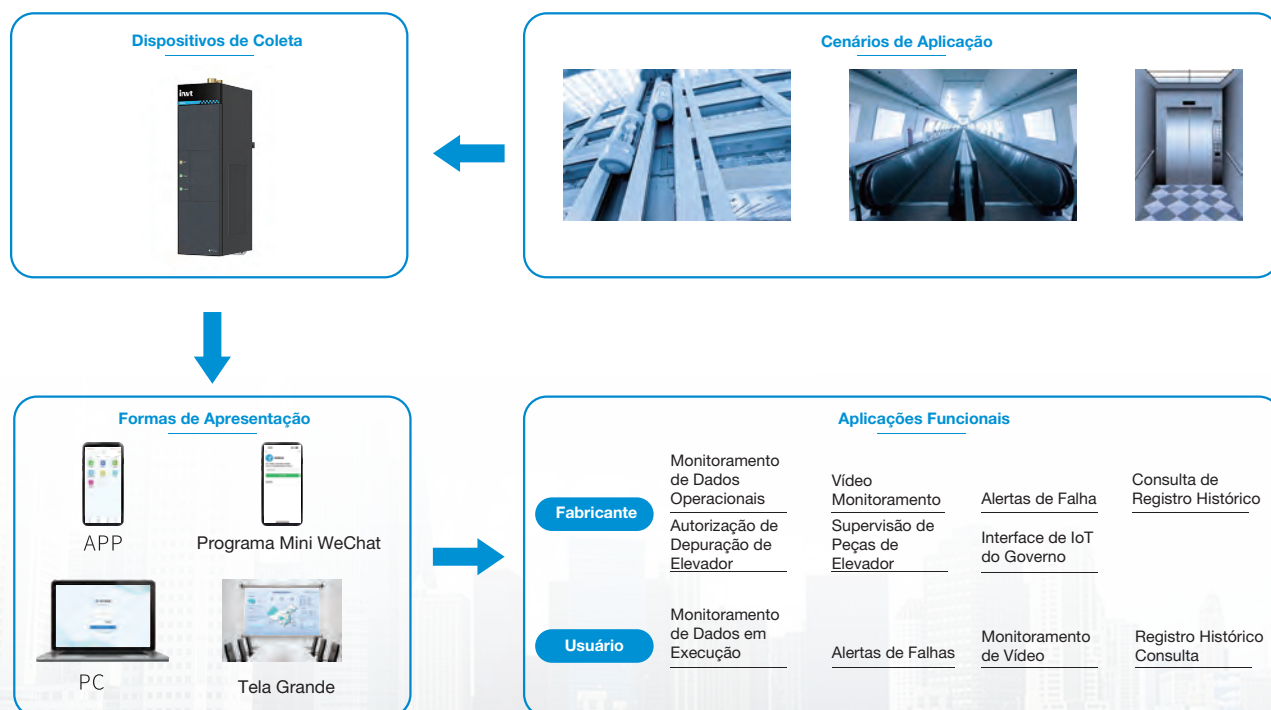 Dispositivos de Coleta
invt
Cenários de Aplicação
Formas de Apresentação
APP
Programa Mini WeChat
PC
Tela Grande
Aplicações Funcionais
Fabricante
Monitoramento
de Dados
Operacionais
Vídeo
Monitoramento
Alertas de Falha
Consulta de
Registro Histórico
Autorização de
Depuração de
Elevador
Supervisão de
Peças de
Elevador
Interface de IoT
do Governo
Usuário
Monitoramento
de Dados em
Execução
Alertas de Falhas
Monitoramento
de Vídeo
Registro Histórico
Consulta